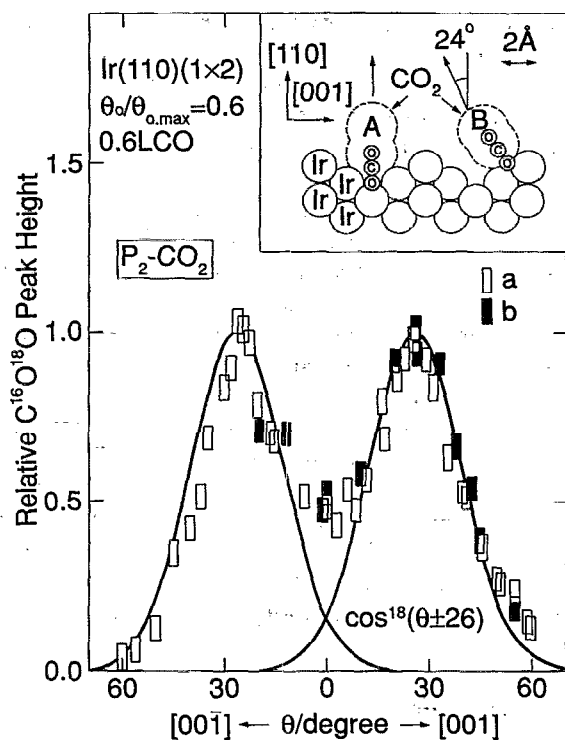 Ir(110)(1×2)
θo/θo.max=0.6
0.6LCO
P₂-CO₂
[110]
[001]
CO₂
24°
2Å
A
B
O
C
O
O
C
O
Ir
Ir
Ir
Ir
a
b
Relative C¹⁶O¹⁸O Peak Height
1.5
1.0
0.5
0.0
cos¹⁸(θ±26)
60
30
0
30
60
[001̄] ← θ/degree → [001]